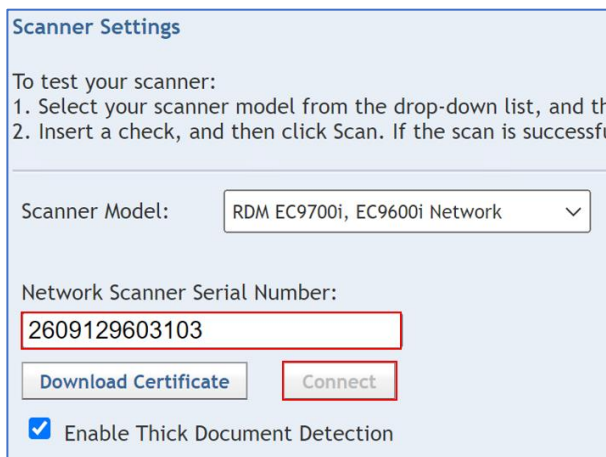 Scanner Settings
To test your scanner:
1. Select your scanner model from the drop-down list, and
2. Insert a check, and then click Scan. If the scan is
Scanner Model:
RDM EC9700i, EC9600i Network
Network Scanner Serial Number:
2609129603103
Download Certificate
Connect
Enable Thick Document Detection